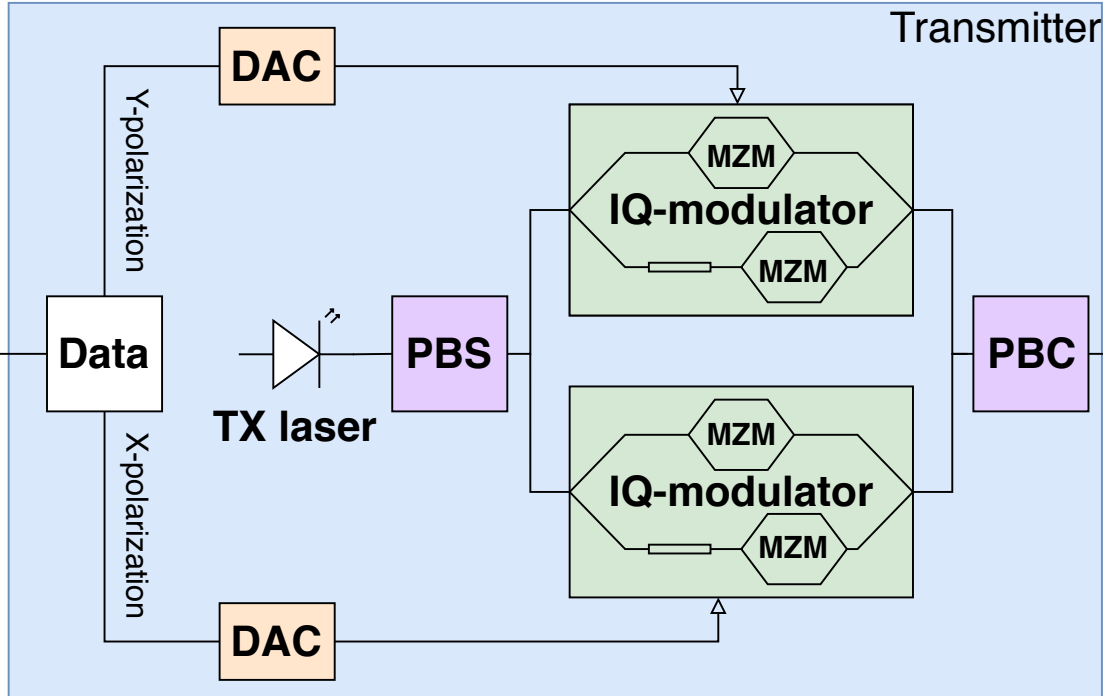 Transmitter
DAC
Y-polarization
MZM
IQ-modulator
MZM
Data
TX laser
PBS
PBC
X-polarization
MZM
IQ-modulator
MZM
DAC